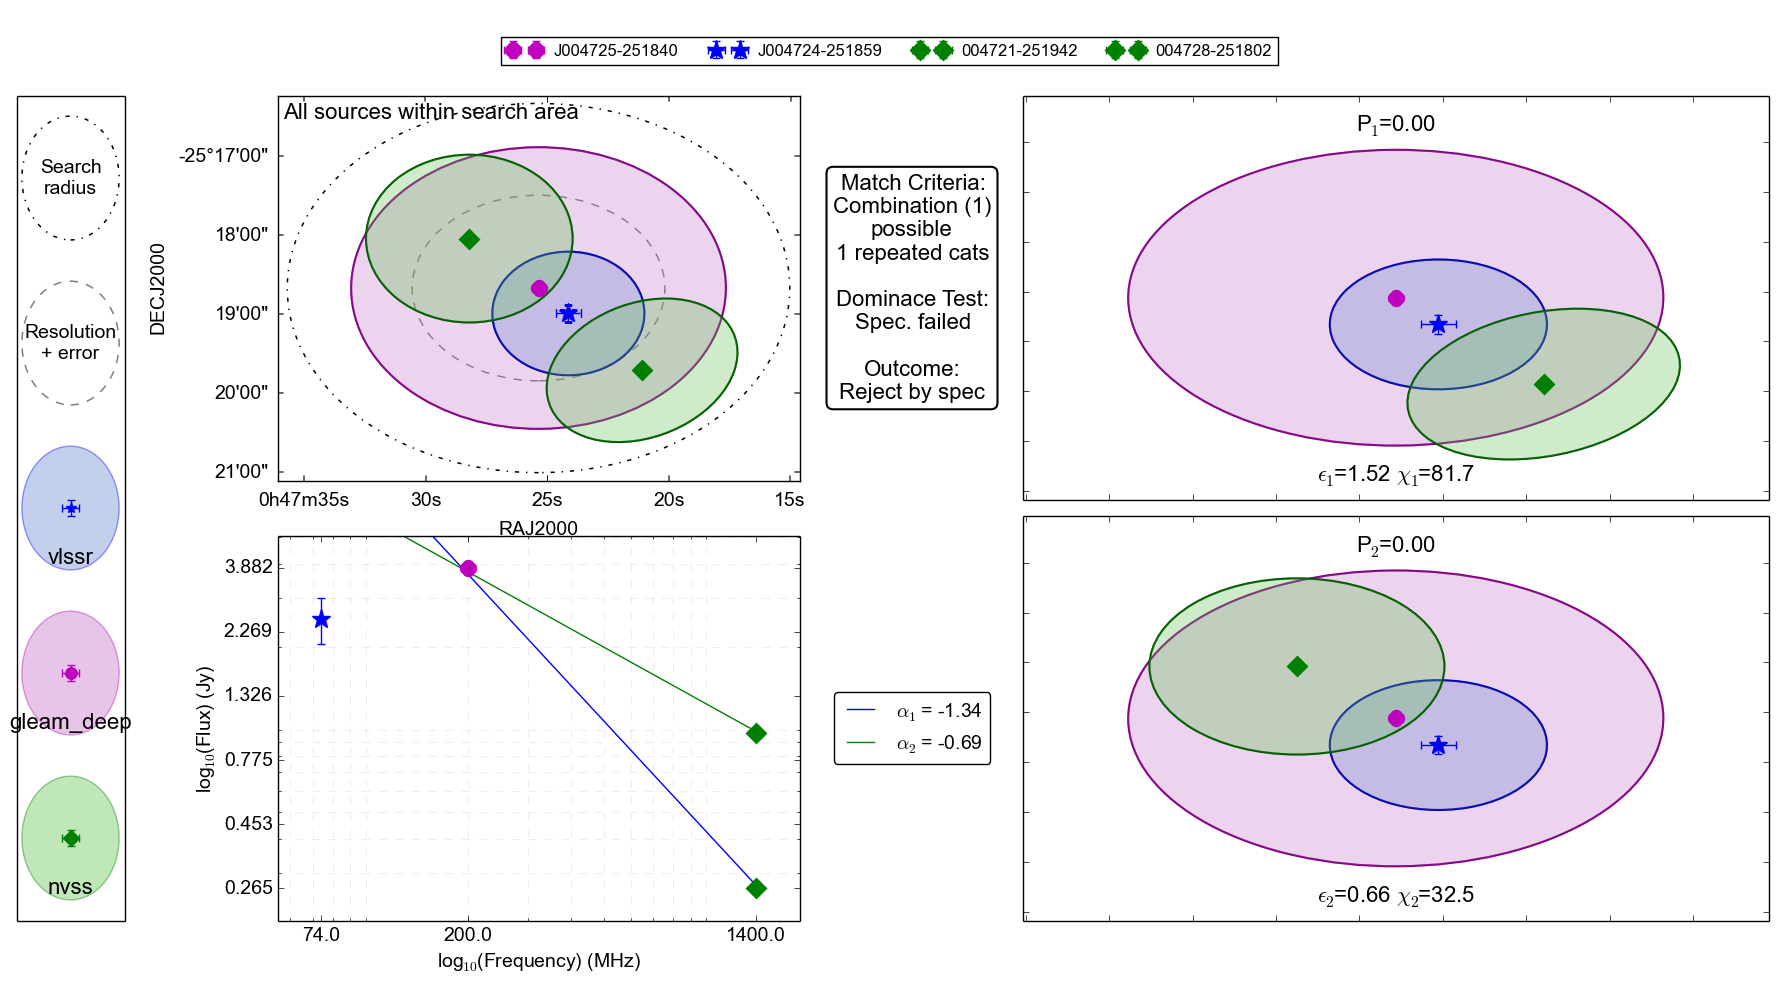 J004725-251840 J004724-251859 004721-251942 004728-251802
Search
radius
Resolution
+ error
vlssr
gleam_deep
nvss
All sources within search area
DECJ2000
-25°17'00"
18'00"
19'00"
20'00"
21'00"
0h47m35s 30s 25s 20s 15s
RAJ2000
Match Criteria:
Combination (1)
possible
1 repeated cats
Dominace Test:
Spec. failed
Outcome:
Reject by spec
P₁=0.00
ϵ₁=1.52 χ₁=81.7
log₁₀(Flux) (Jy)
3.882
2.269
1.326
0.775
0.453
0.265
74.0 200.0 1400.0
log₁₀(Frequency) (MHz)
α₁ = -1.34
α₂ = -0.69
P₂=0.00
ϵ₂=0.66 χ₂=32.5